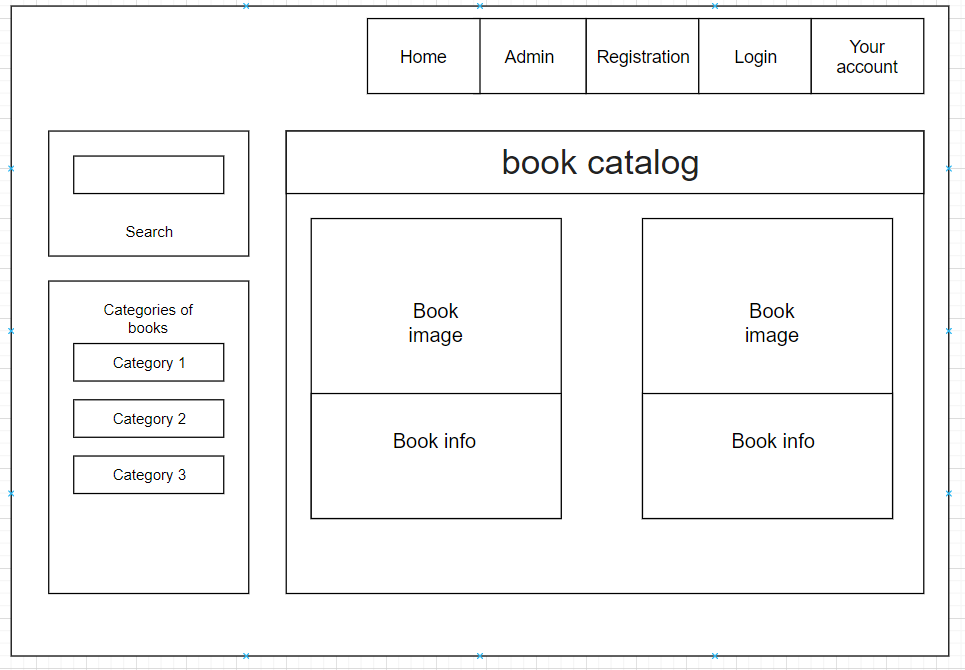 Home
Admin
Registration
Login
Your
account
Search
Categories of
books
Category 1
Category 2
Category 3
book catalog
Book
image
Book info
Book
image
Book info